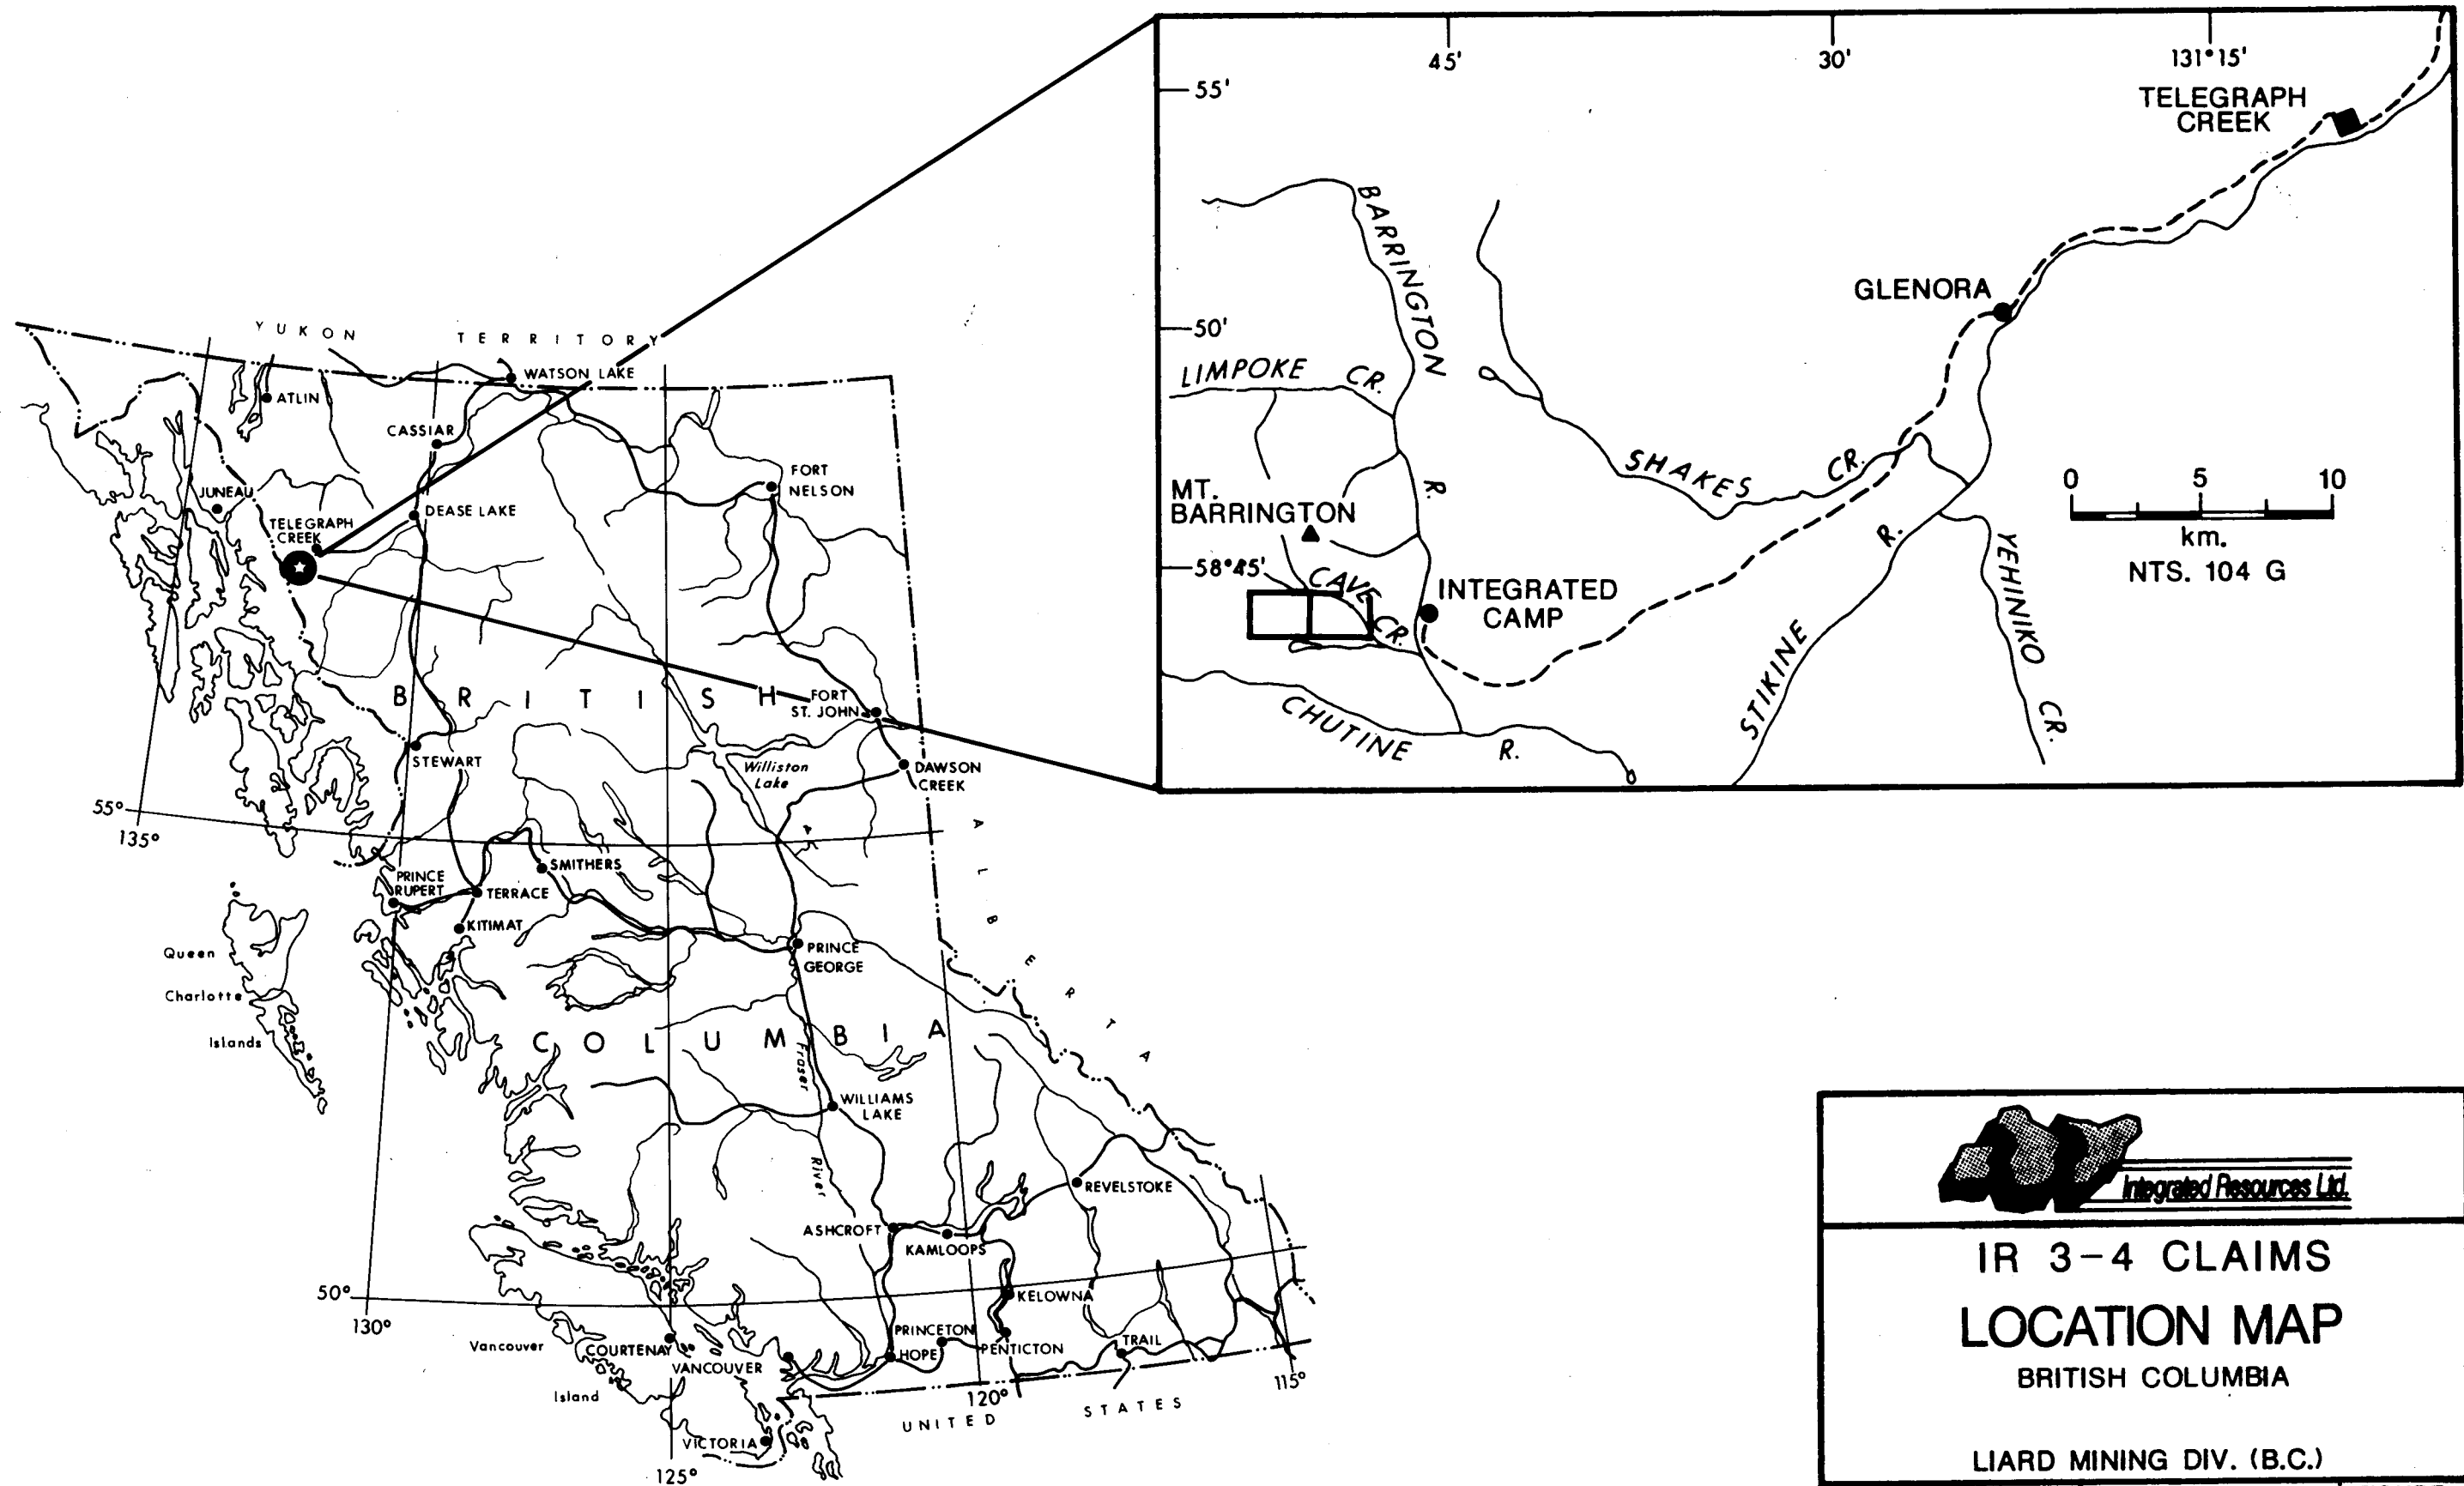 45'
30'
131°15'
55'
TELEGRAPH
CREEK
BARRINGTON
R.
GLENORA
50'
LIMPOKE CR.
SHAKES CR.
MT.
BARRINGTON
0 5 10
km.
NTS. 104 G
58°45'
CAVE CR.
INTEGRATED
CAMP
STIKINE R.
YEHINIKO CR.
CHUTINE R.
YUKON TERRITORY
WATSON LAKE
ATLIN
CASSIAR
FORT
NELSON
JUNEAU
DEASE LAKE
TELEGRAPH
CREEK
BRITISH
FORT
ST. JOHN
STEWART
Williston
Lake
DAWSON
CREEK
55°
135°
ALBERTA
SMITHERS
PRINCE
RUPERT
TERRACE
KITIMAT
PRINCE
GEORGE
Queen
Charlotte
Islands
COLUMBIA
Fraser
River
WILLIAMS
LAKE
REVELSTOKE
ASHCROFT
KAMLOOPS
50°
130°
KELOWNA
PRINCETON
HOPE
PENTICTON
TRAIL
Vancouver
Island
COURTENAY
VANCOUVER
120°
115°
UNITED STATES
VICTORIA
125°
Integrated Resources Ltd.
IR 3-4 CLAIMS
LOCATION MAP
BRITISH COLUMBIA
LIARD MINING DIV. (B.C.)